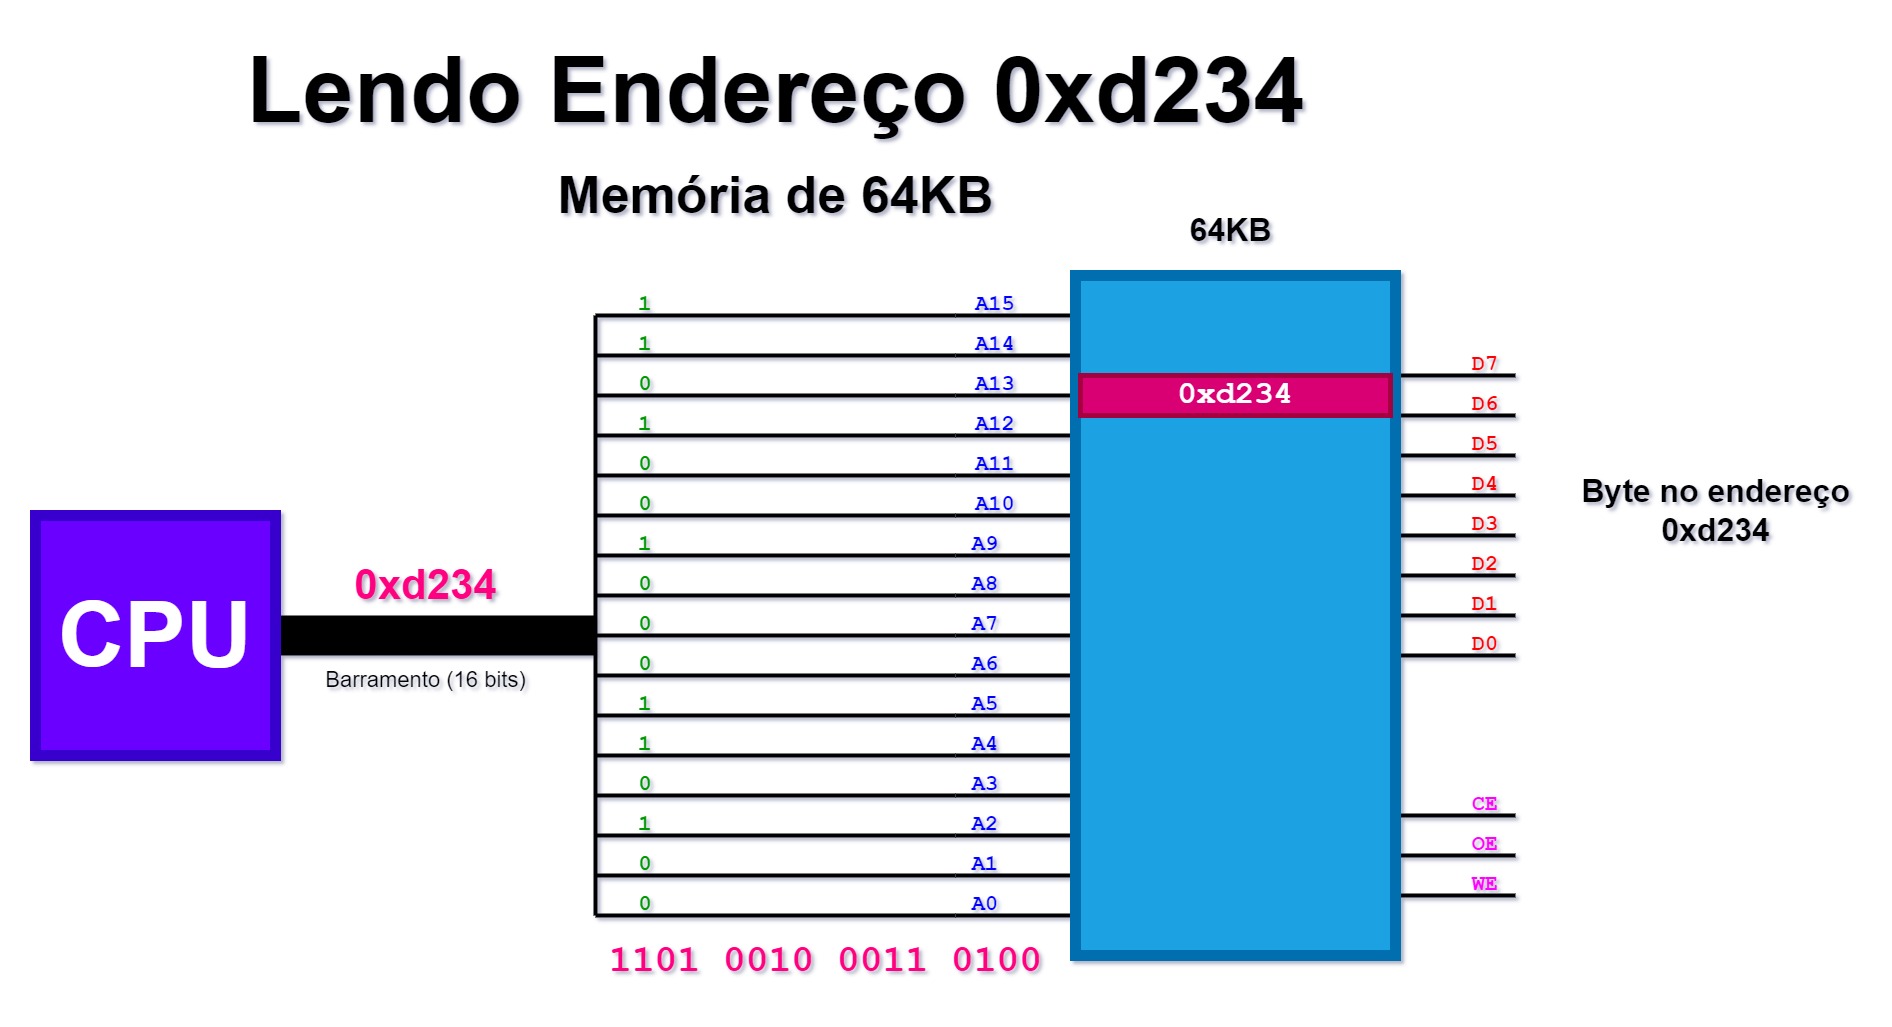 Lendo Endereço 0xd234
Memória de 64KB
64KB
1 A15
1 A14
0 A13
1 A12
0 A11
0 A10
1 A9
0 A8
0 A7
0 A6
1 A5
1 A4
0 A3
1 A2
0 A1
0 A0
1101 0010 0011 0100
CPU
0xd234
Barramento (16 bits)
0xd234
D7
D6
D5
D4
D3
D2
D1
D0
CE
OE
WE
Byte no endereço
0xd234